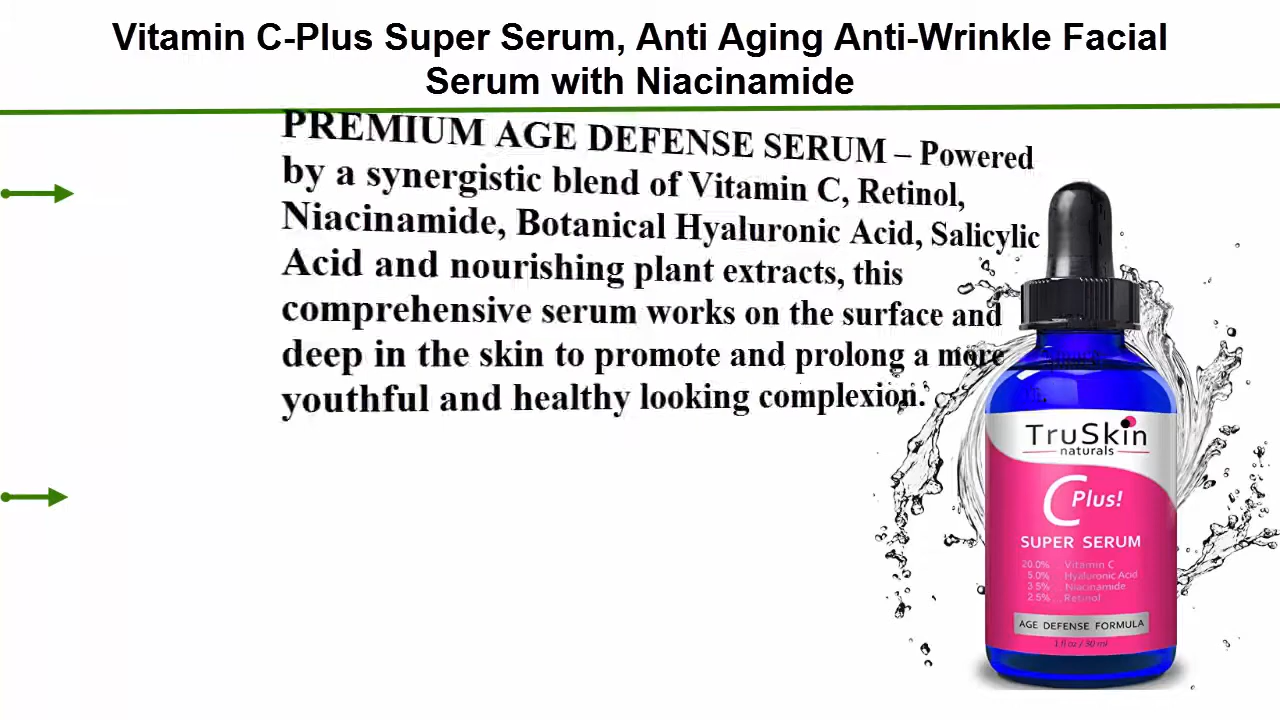 Vitamin C-Plus Super Serum, Anti Aging Anti-Wrinkle Facial
Serum with Niacinamide
PREMIUM AGE DEFENSE SERUM – Powered
by a synergistic blend of Vitamin C, Retinol,
Niacinamide, Botanical Hyaluronic Acid, Salicylic
Acid and nourishing plant extracts, this
comprehensive serum works on the surface and
deep in the skin to promote and prolong a more
youthful and healthy looking complexion.
TruSkin
naturals
C Plus!
SUPER SERUM
20.0% ... Vitamin C
5.0% ... Hyaluronic Acid
3.5% ... Niacinamide
2.5% ... Retinol
AGE DEFENSE FORMULA
1 fl oz / 30 ml